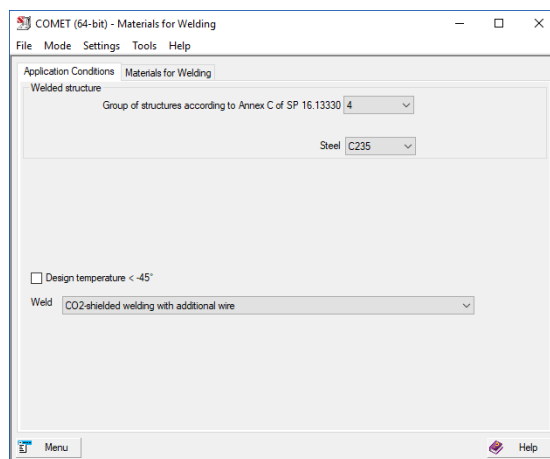 COMET (64-bit) - Materials for Welding
File Mode Settings Tools Help
Application Conditions Materials for Welding
Welded structure
Group of structures according to Annex C of SP 16.13330 4
Steel C235
Design temperature < -45°
Weld CO2-shielded welding with additional wire
Menu Help